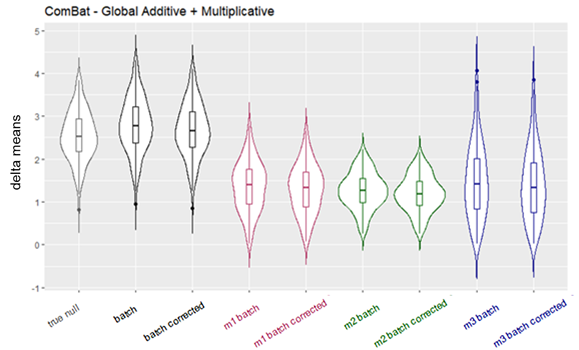 ComBat - Global Additive + Multiplicative
delta means
5
4
3
2
1
0
-1
true null
batch
batch corrected
m1 batch
m1 batch corrected
m2 batch
m2 batch corrected
m3 batch
m3 batch corrected